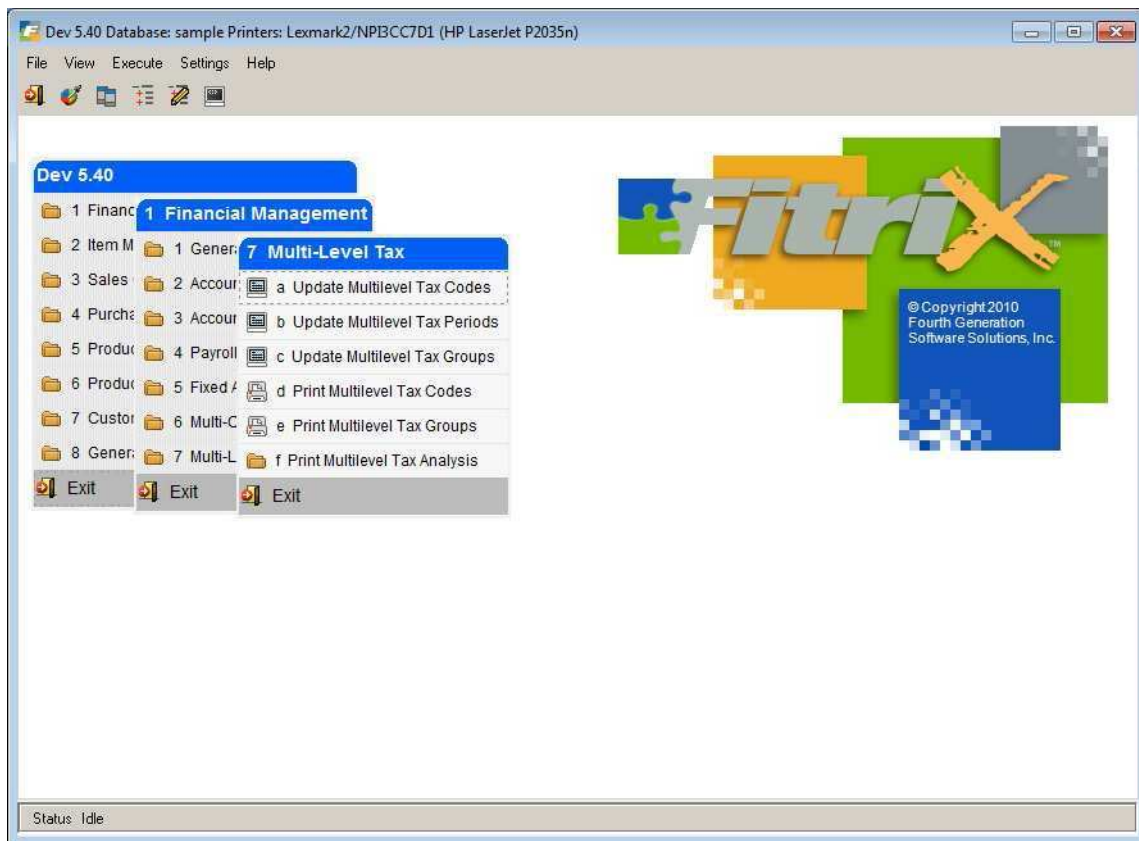 Dev 5.40 Database: sample Printers: Lexmark2/NPI3CC7D1 (HP LaserJet P2035n)
File View Execute Settings Help
Dev 5.40
1 Financ
2 Item M
3 Sales
4 Purcha
5 Produc
6 Produc
7 Custor
8 Genera
Exit
1 Financial Management
1 Genera
2 Accour
3 Accour
4 Payroll
5 Fixed A
6 Multi-C
7 Multi-L
Exit
7 Multi-Level Tax
a Update Multilevel Tax Codes
b Update Multilevel Tax Periods
c Update Multilevel Tax Groups
d Print Multilevel Tax Codes
e Print Multilevel Tax Groups
f Print Multilevel Tax Analysis
Exit
FitriX™
© Copyright 2010
Fourth Generation
Software Solutions, Inc.
Status Idle